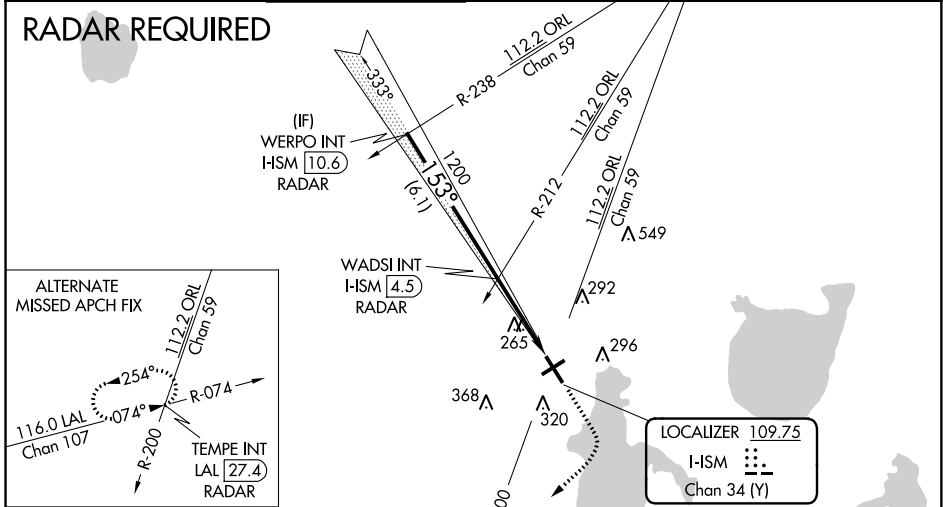 RADAR REQUIRED
112.2 ORL
Chan 59
R-238
333°
(IF)
WERPO INT
I-ISM 10.6
RADAR
153°
1200
(6.1)
112.2 ORL
Chan 59
R-212
112.2 ORL
Chan 59
549
WADSI INT
I-ISM 4.5
RADAR
292
265
296
368
320
ALTERNATE
MISSED APCH FIX
112.2 ORL
Chan 59
254°
074°
R-074
116.0 LAL
Chan 107
R-200
TEMPE INT
LAL 27.4
RADAR
LOCALIZER 109.75
I-ISM
Chan 34 (Y)
00